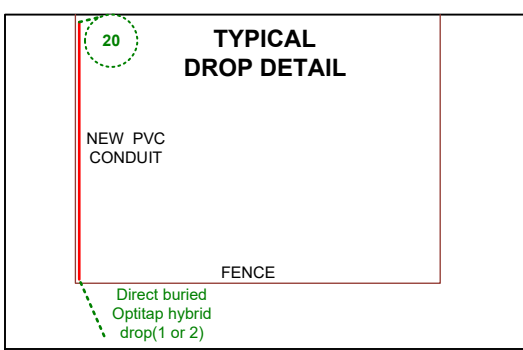 20
TYPICAL
DROP DETAIL
NEW PVC
CONDUIT
FENCE
Direct buried
Optitap hybrid
drop(1 or 2)